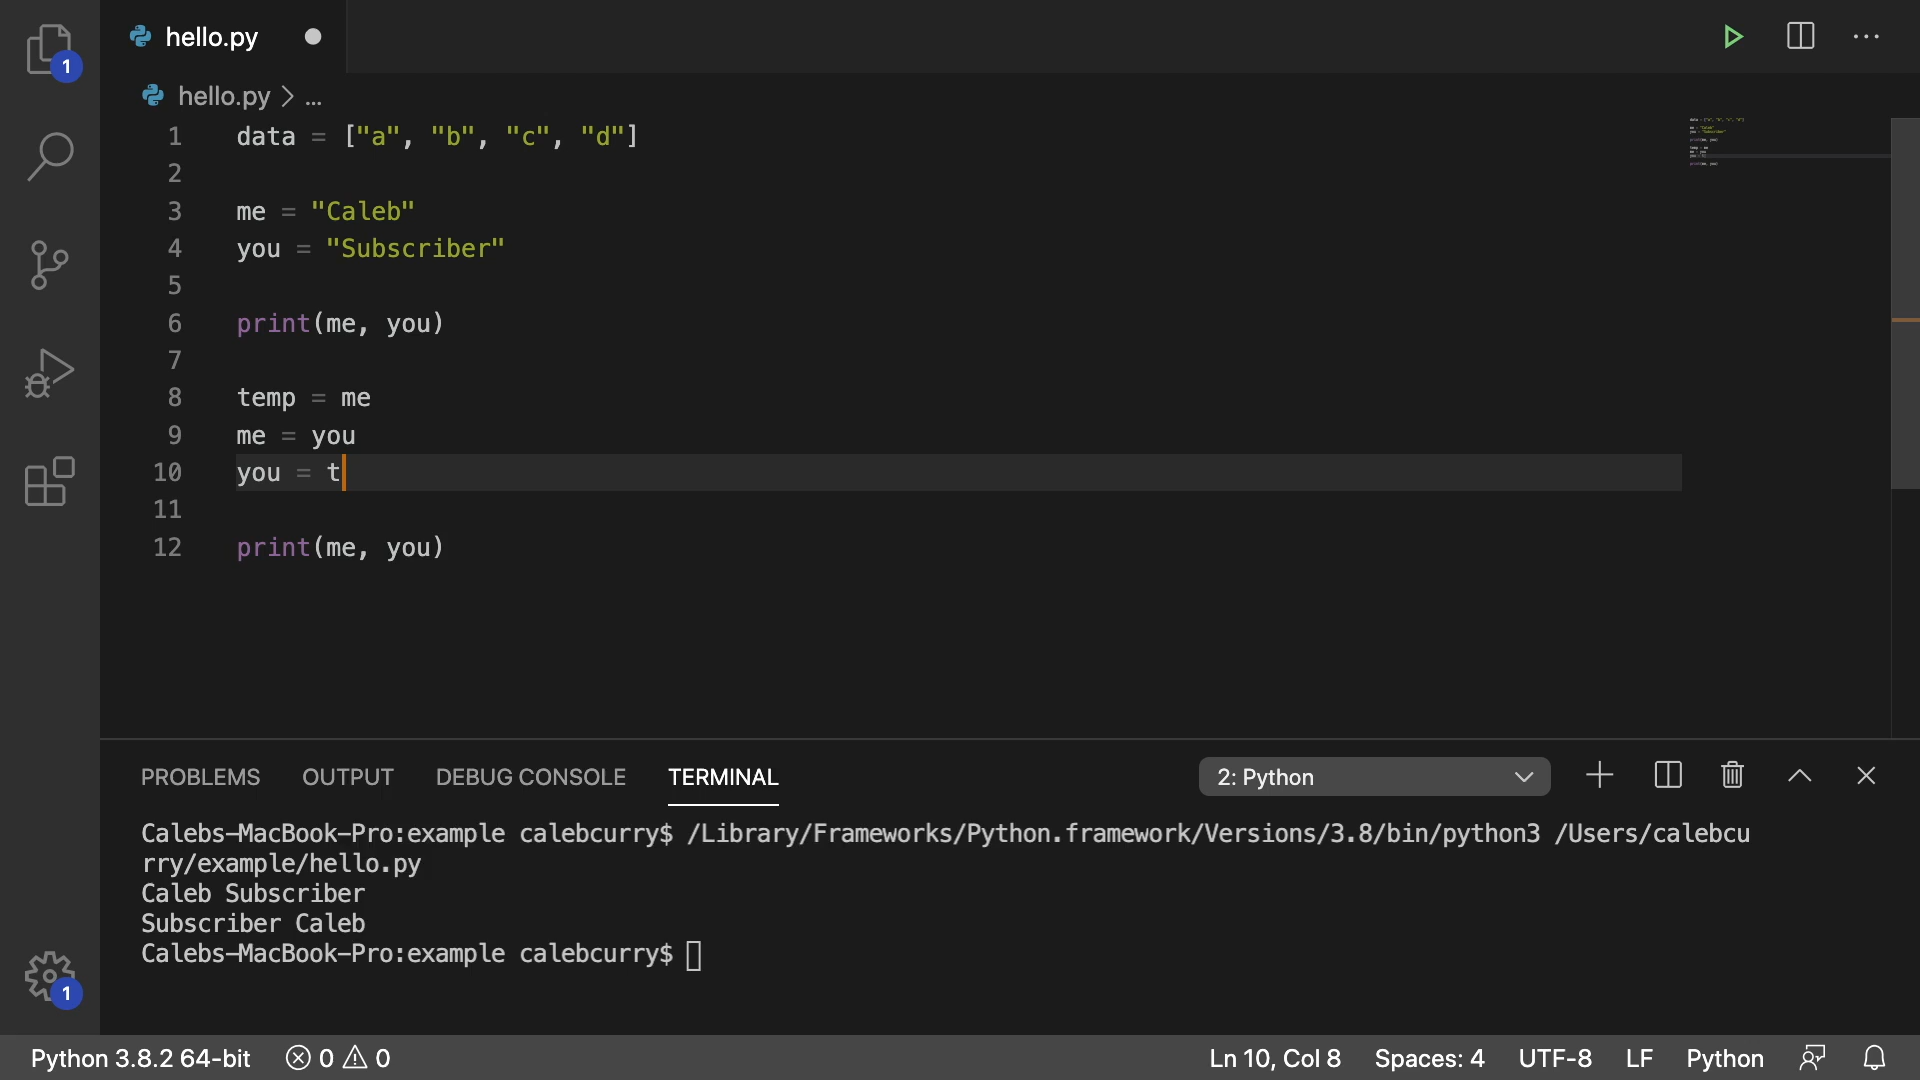 hello.py
hello.py > ...
1 data = ["a", "b", "c", "d"]
2
3 me = "Caleb"
4 you = "Subscriber"
5
6 print(me, you)
7
8 temp = me
9 me = you
10 you = t
11
12 print(me, you)
1
1
PROBLEMS OUTPUT DEBUG CONSOLE TERMINAL 2: Python
Calebs-MacBook-Pro:example calebcurry$ /Library/Frameworks/Python.framework/Versions/3.8/bin/python3 /Users/calebcu
rry/example/hello.py
Caleb Subscriber
Subscriber Caleb
Calebs-MacBook-Pro:example calebcurry$
Python 3.8.2 64-bit 0 0 Ln 10, Col 8 Spaces: 4 UTF-8 LF Python